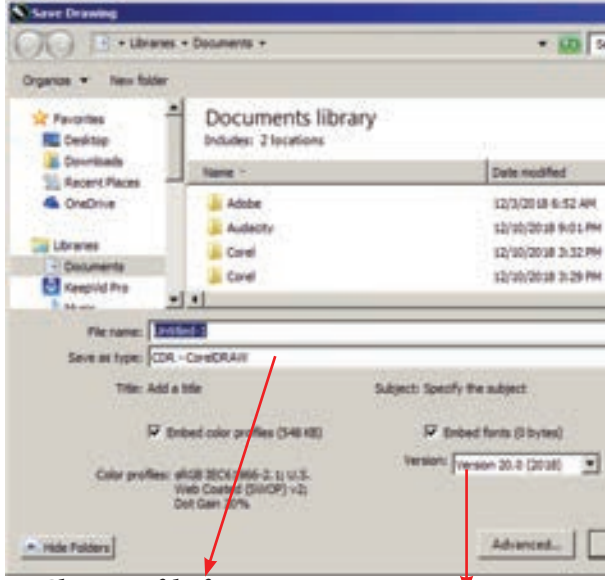 Save Drawing
Libraries • Documents •
Organize New folder
Favorites
Desktop
Downloads
Recent Places
OneDrive
Libraries
Documents
KeepVid Pro
Music
Documents library
Includes: 2 locations
Name Date modified
Adobe 12/3/2018 6:52 AM
Audacity 12/10/2018 9:01 PM
Corel 12/10/2018 3:32 PM
Corel 12/10/2018 3:29 PM
File name: Untitled-1
Save as type: CDR - CorelDRAW
Title: Add a title Subject: Specify the subject
Embed color profiles (548 KB) Embed fonts (0 bytes)
Color profiles: sRGB IEC61966-2.1; U.S. Version: Version 20.0 (2018)
Web Coated (SWOP) v2;
Dot Gain 20%
Hide Folders Advanced...